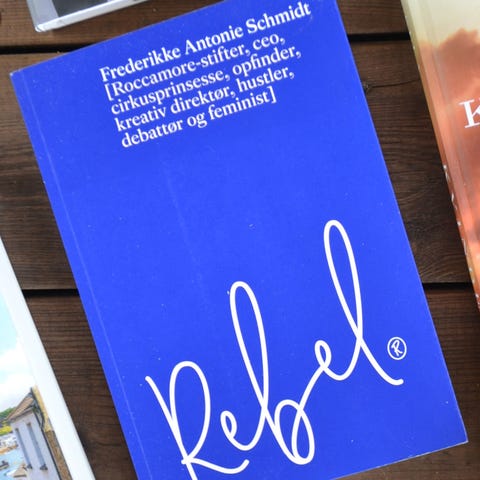 Frederikke Antonie Schmidt
[Roccamore-stifter, ceo,
cirkusprinsesse, opfinder,
kreativ direktør, hustler,
debattør og feminist]
Rebel®
K